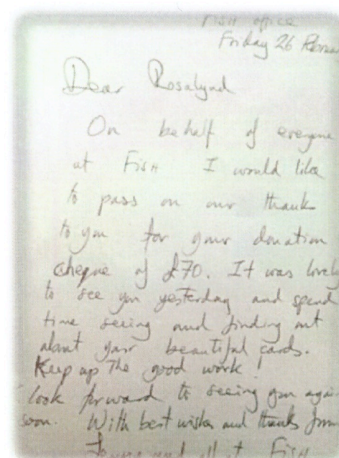 FISH office
Friday 26 Februa
Dear Rosalynd
On behalf of everyone
at FISH I would like
to pass on our thanks
to you for your donation
cheque of £70. It was lovely
to see you yesterday and spend
time seeing and finding out
about your beautiful cards.
Keep up the good work!
look forward to seeing you again
soon. With best wishes and thanks from
and all at FISH